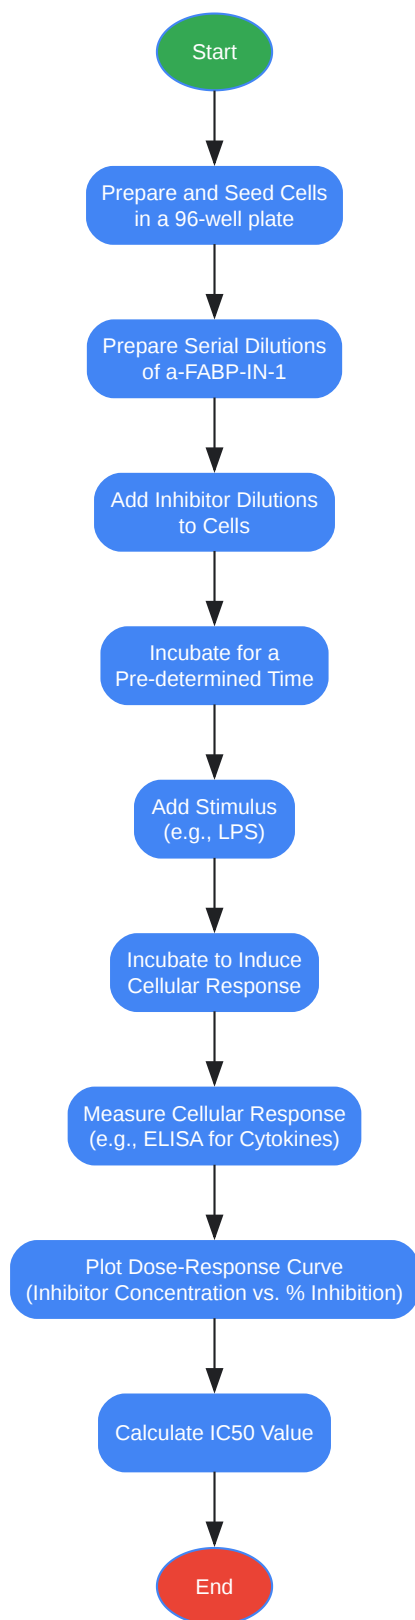 Start
Prepare and Seed Cells
in a 96-well plate
Prepare Serial Dilutions
of a-FABP-IN-1
Add Inhibitor Dilutions
to Cells
Incubate for a
Pre-determined Time
Add Stimulus
(e.g., LPS)
Incubate to Induce
Cellular Response
Measure Cellular Response
(e.g., ELISA for Cytokines)
Plot Dose-Response Curve
(Inhibitor Concentration vs. % Inhibition)
Calculate IC50 Value
End